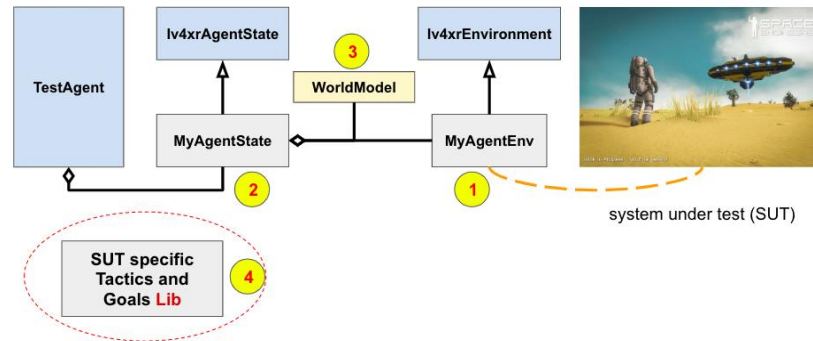 Iv4xrAgentState
Iv4xrEnvironment
3
TestAgent
WorldModel
MyAgentState
MyAgentEnv
2
1
system under test (SUT)
SUT specific
Tactics and
Goals Lib
4
SPACE